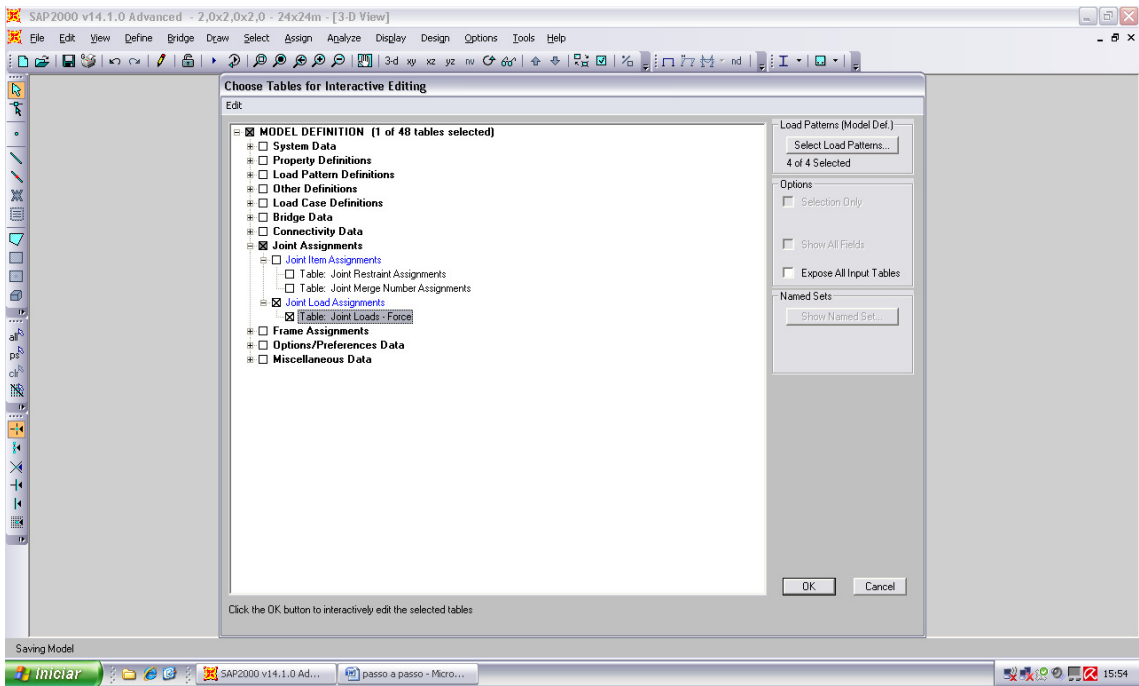 SAP2000 v14.1.0 Advanced - 2,0x2,0x2,0 - 24x24m - [3-D View]
File Edit View Define Bridge Draw Select Assign Analyze Display Design Options Tools Help
3-d xy xz yz nv nd
Choose Tables for Interactive Editing
Edit
MODEL DEFINITION (1 of 48 tables selected)
System Data
Property Definitions
Load Pattern Definitions
Other Definitions
Load Case Definitions
Bridge Data
Connectivity Data
Joint Assignments
Joint Item Assignments
Table: Joint Restraint Assignments
Table: Joint Merge Number Assignments
Joint Load Assignments
Table: Joint Loads - Force
Frame Assignments
Options/Preferences Data
Miscellaneous Data
Load Patterns (Model Def.)
Select Load Patterns...
4 of 4 Selected
Options
Selection Only
Show All Fields
Expose All Input Tables
Named Sets
Show Named Set...
OK Cancel
Click the OK button to interactively edit the selected tables
all
ps
clr
Saving Model
Iniciar SAP2000 v14.1.0 Ad... passo a passo - Micro... 15:54